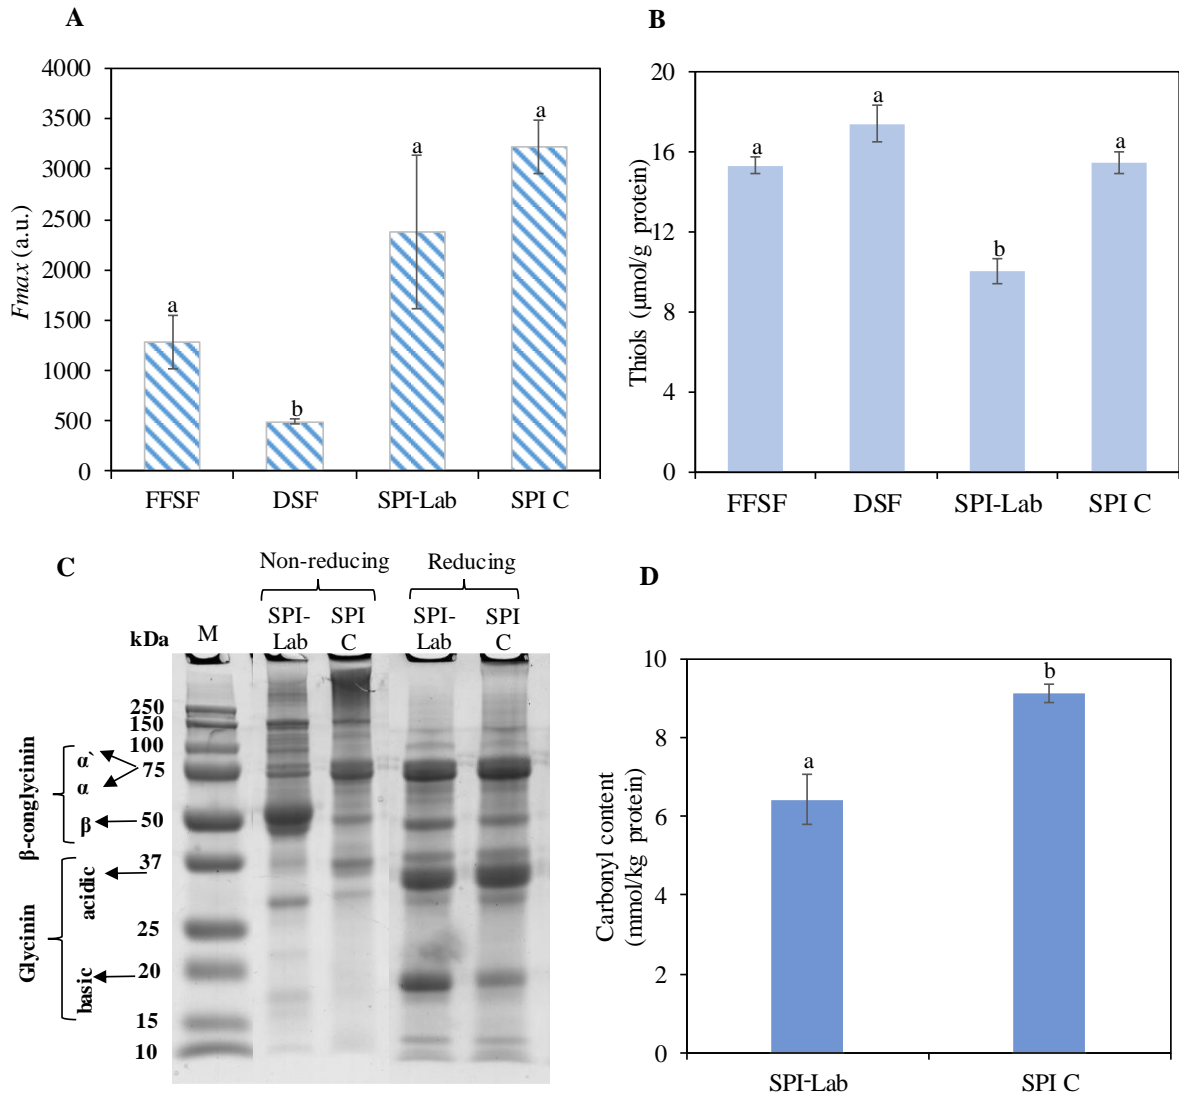 A
4000
3500
3000
2500
2000
1500
1000
500
0
Fmax (a.u.)
a
b
a
a
FFSF
DSF
SPI-Lab
SPI C
B
20
16
12
8
4
0
Thiols (µmol/g protein)
a
a
b
a
FFSF
DSF
SPI-Lab
SPI C
C
Non-reducing
Reducing
SPI-
Lab
SPI
C
SPI-
Lab
SPI
C
kDa
M
250
150
100
75
50
37
25
20
15
10
β-conglycinin
α`
α
β
Glycinin
acidic
basic
D
10
8
6
4
2
0
Carbonyl content
(mmol/kg protein)
a
b
SPI-Lab
SPI C